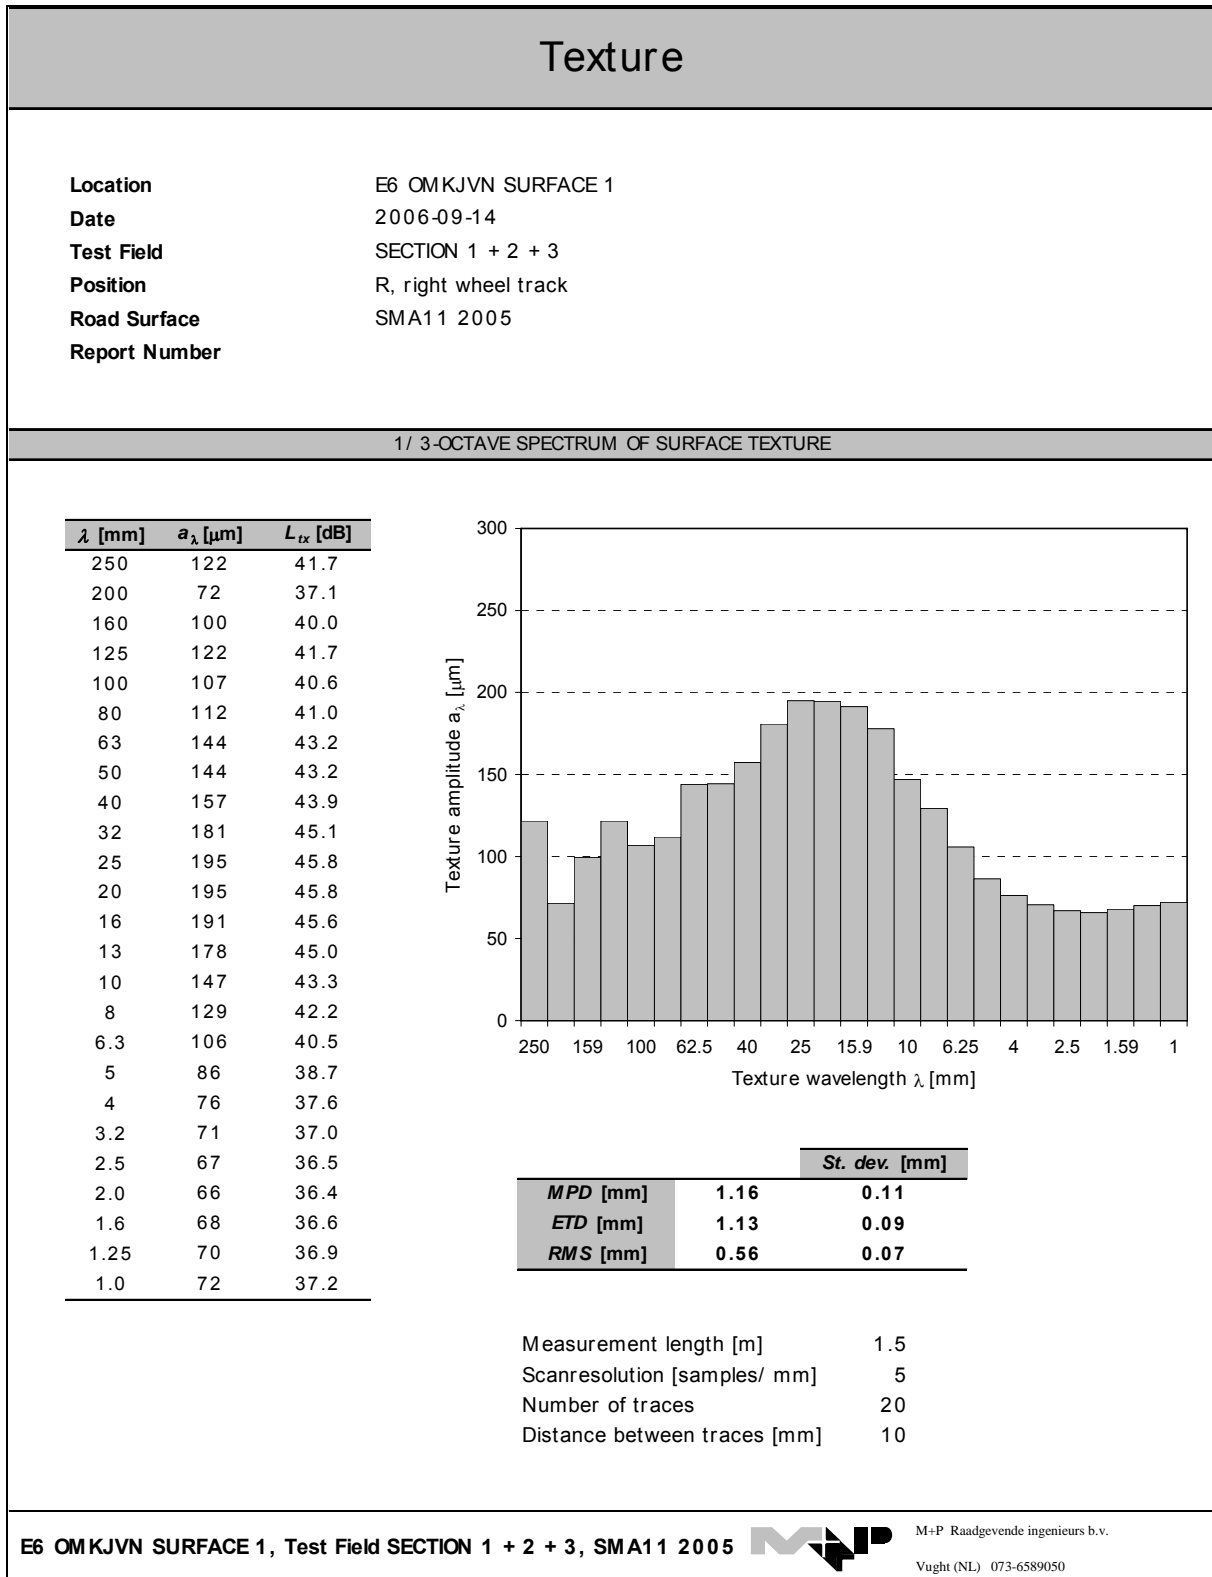 Texture
Location E6 OMKJVN SURFACE 1
Date 2006-09-14
Test Field SECTION 1 + 2 + 3
Position R, right wheel track
Road Surface SMA11 2005
Report Number
1/ 3-OCTAVE SPECTRUM OF SURFACE TEXTURE
λ [mm] aλ [µm] Ltx [dB]
250 122 41.7
200 72 37.1
160 100 40.0
125 122 41.7
100 107 40.6
80 112 41.0
63 144 43.2
50 144 43.2
40 157 43.9
32 181 45.1
25 195 45.8
20 195 45.8
16 191 45.6
13 178 45.0
10 147 43.3
8 129 42.2
6.3 106 40.5
5 86 38.7
4 76 37.6
3.2 71 37.0
2.5 67 36.5
2.0 66 36.4
1.6 68 36.6
1.25 70 36.9
1.0 72 37.2
Texture amplitude aλ [µm]
300
250
200
150
100
50
0
250 159 100 62.5 40 25 15.9 10 6.25 4 2.5 1.59 1
Texture wavelength λ [mm]
St. dev. [mm]
MPD [mm] 1.16 0.11
ETD [mm] 1.13 0.09
RMS [mm] 0.56 0.07
Measurement length [m] 1.5
Scanresolution [samples/ mm] 5
Number of traces 20
Distance between traces [mm] 10
E6 OMKJVN SURFACE 1, Test Field SECTION 1 + 2 + 3, SMA11 2005
M+P
M+P Raadgevende ingenieurs b.v.
Vught (NL) 073-6589050